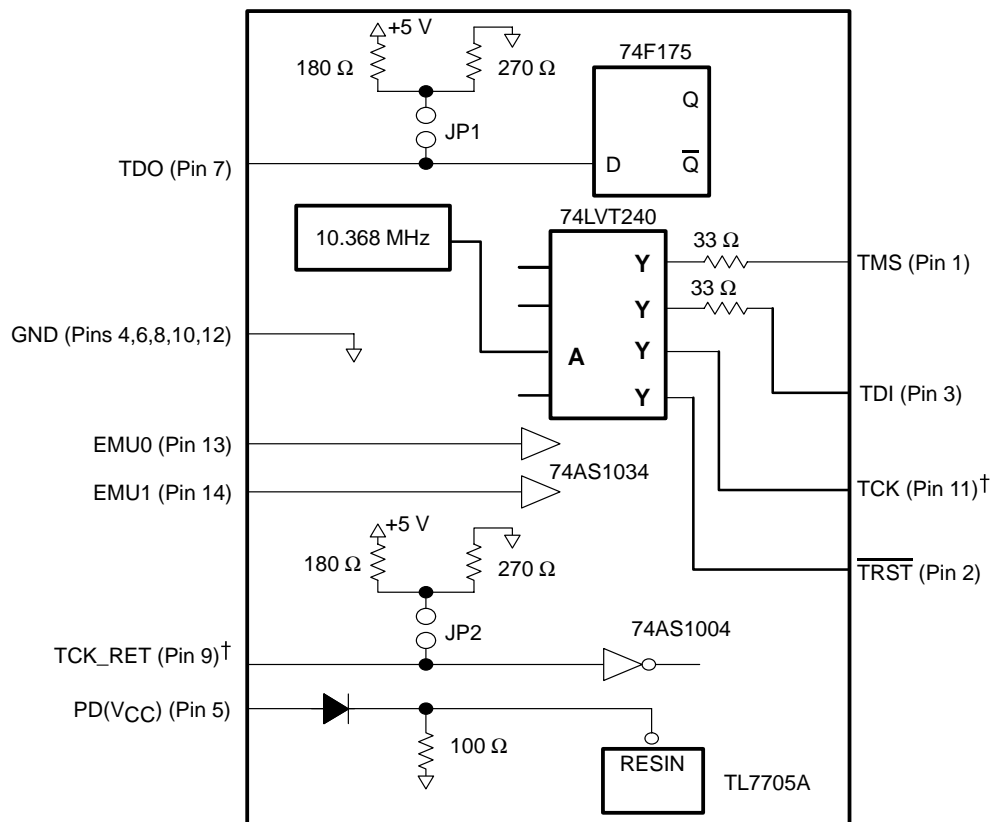 +5 V
180 Ω
270 Ω
JP1
74F175
Q
D
Q̅
TDO (Pin 7)
74LVT240
10.368 MHz
Y
33 Ω
TMS (Pin 1)
Y
33 Ω
GND (Pins 4,6,8,10,12)
A
Y
Y
TDI (Pin 3)
EMU0 (Pin 13)
74AS1034
EMU1 (Pin 14)
TCK (Pin 11)†
+5 V
180 Ω
270 Ω
T̅R̅S̅T̅ (Pin 2)
JP2
74AS1004
TCK_RET (Pin 9)†
PD(VCC) (Pin 5)
100 Ω
RESIN
TL7705A